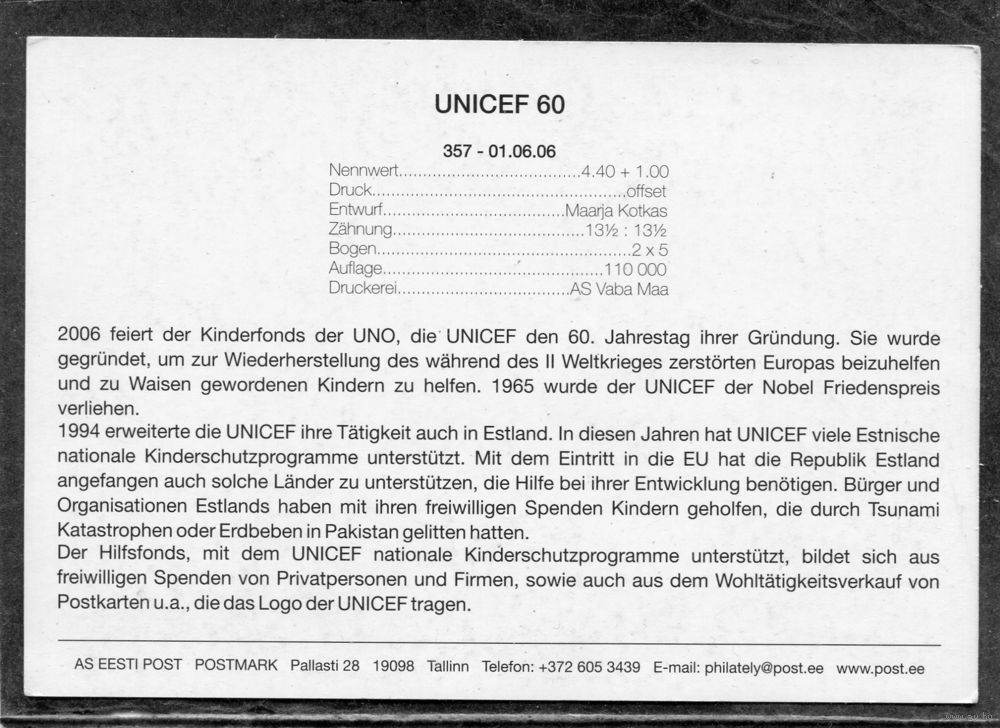 UNICEF 60
357 - 01.06.06
Nennwert......................................4.40 + 1.00
Druck.....................................................offset
Entwurf......................................Maarja Kotkas
Zähnung........................................13½ : 13½
Bogen.....................................................2 x 5
Auflage..............................................110 000
Druckerei....................................AS Vaba Maa
2006 feiert der Kinderfonds der UNO, die UNICEF den 60. Jahrestag ihrer Gründung. Sie wurde
gegründet, um zur Wiederherstellung des während des II Weltkrieges zerstörten Europas beizuhelfen
und zu Waisen gewordenen Kindern zu helfen. 1965 wurde der UNICEF der Nobel Friedenspreis
verliehen.
1994 erweiterte die UNICEF ihre Tätigkeit auch in Estland. In diesen Jahren hat UNICEF viele Estnische
nationale Kinderschutzprogramme unterstützt. Mit dem Eintritt in die EU hat die Republik Estland
angefangen auch solche Länder zu unterstützen, die Hilfe bei ihrer Entwicklung benötigen. Bürger und
Organisationen Estlands haben mit ihren freiwilligen Spenden Kindern geholfen, die durch Tsunami
Katastrophen oder Erdbeben in Pakistan gelitten hatten.
Der Hilfsfonds, mit dem UNICEF nationale Kinderschutzprogramme unterstützt, bildet sich aus
freiwilligen Spenden von Privatpersonen und Firmen, sowie auch aus dem Wohltätigkeitsverkauf von
Postkarten u.a., die das Logo der UNICEF tragen.
AS EESTI POST POSTMARK Pallasti 28 19098 Tallinn Telefon: +372 605 3439 E-mail: philately@post.ee www.post.ee